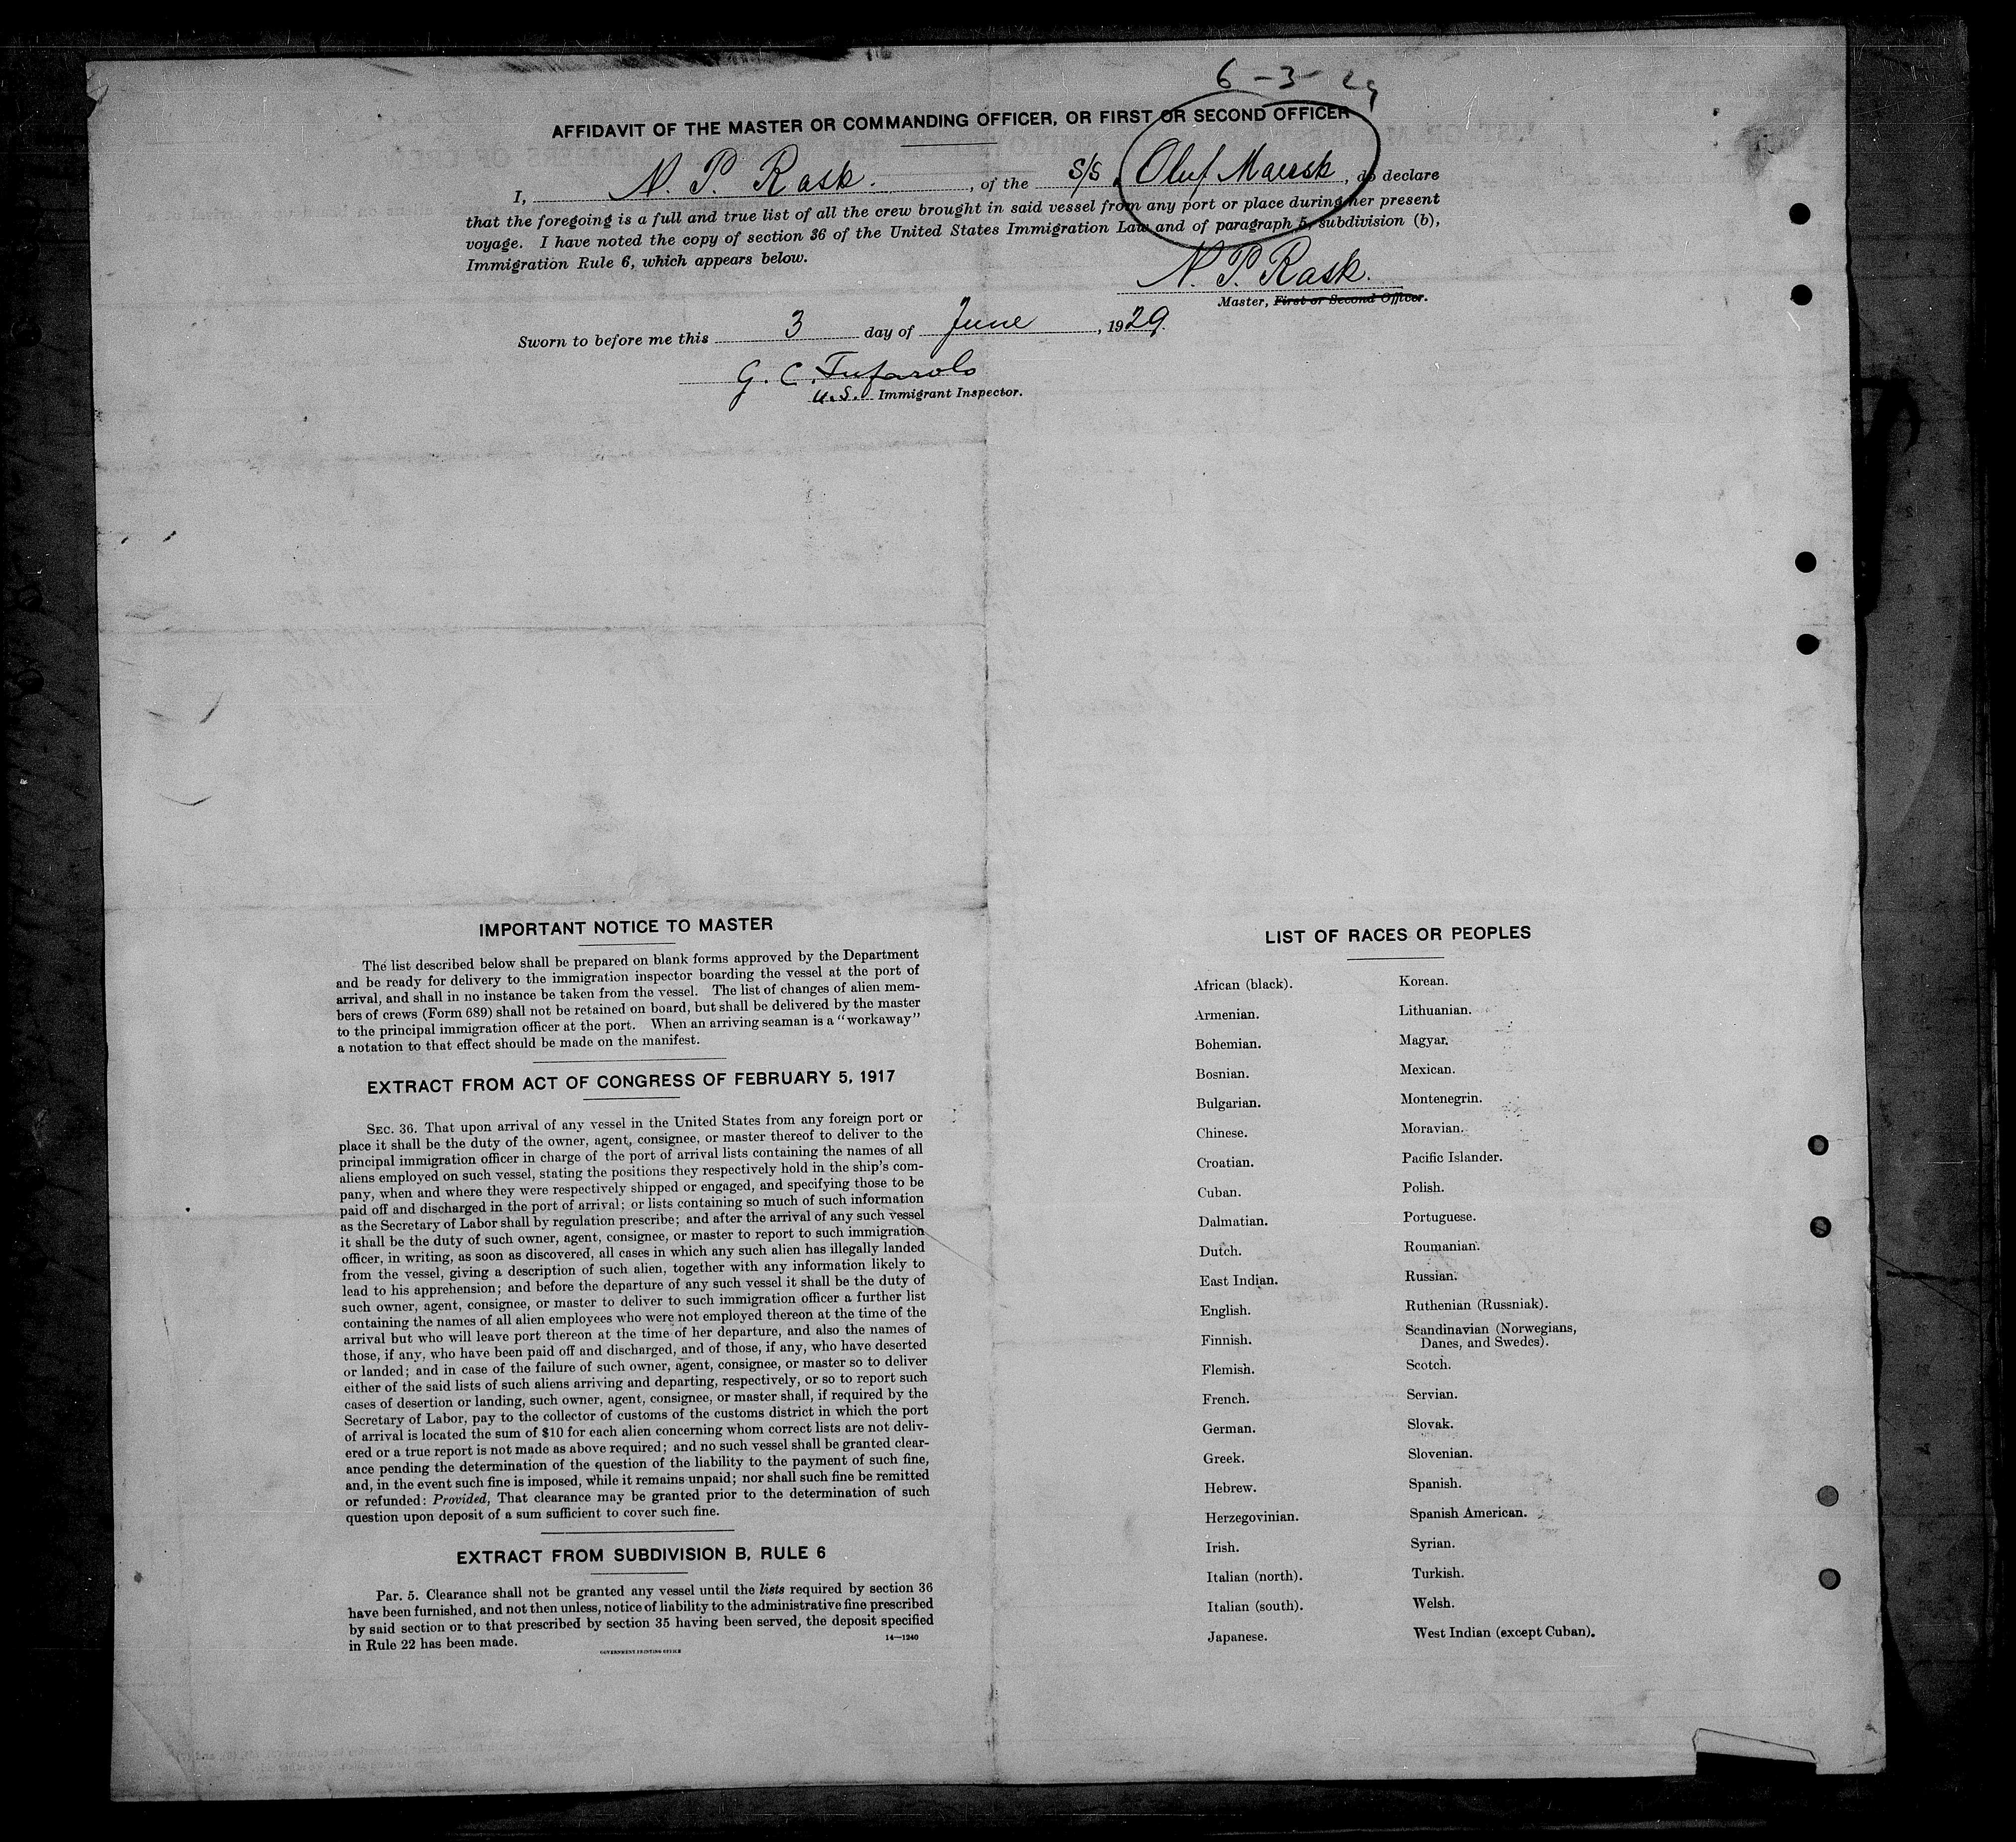 6-3-29
AFFIDAVIT OF THE MASTER OR COMMANDING OFFICER, OR FIRST OR SECOND OFFICER
I, N. P. Rask. , of the S/S. Oluf Maersk, do declare
that the foregoing is a full and true list of all the crew brought in said vessel from any port or place during her present
voyage. I have noted the copy of section 36 of the United States Immigration Law and of paragraph 5, subdivision (b),
Immigration Rule 6, which appears below.
N. P. Rask.
Master, First or Second Officer.
Sworn to before me this 3 day of June, 1929.
G. C. Tufarolo
U.S. Immigrant Inspector.
IMPORTANT NOTICE TO MASTER
The list described below shall be prepared on blank forms approved by the Department
and be ready for delivery to the immigration inspector boarding the vessel at the port of
arrival, and shall in no instance be taken from the vessel. The list of changes of alien mem-
bers of crews (Form 689) shall not be retained on board, but shall be delivered by the master
to the principal immigration officer at the port. When an arriving seaman is a "workaway"
a notation to that effect should be made on the manifest.
EXTRACT FROM ACT OF CONGRESS OF FEBRUARY 5, 1917
SEC. 36. That upon arrival of any vessel in the United States from any foreign port or
place it shall be the duty of the owner, agent, consignee, or master thereof to deliver to the
principal immigration officer in charge of the port of arrival lists containing the names of all
aliens employed on such vessel, stating the positions they respectively hold in the ship's com-
pany, when and where they were respectively shipped or engaged, and specifying those to be
paid off and discharged in the port of arrival; or lists containing so much of such information
as the Secretary of Labor shall by regulation prescribe; and after the arrival of any such vessel
it shall be the duty of such owner, agent, consignee, or master to report to such immigration
officer, in writing, as soon as discovered, all cases in which any such alien has illegally landed
from the vessel, giving a description of such alien, together with any information likely to
lead to his apprehension; and before the departure of any such vessel it shall be the duty of
such owner, agent, consignee, or master to deliver to such immigration officer a further list
containing the names of all alien employees who were not employed thereon at the time of the
arrival but who will leave port thereon at the time of her departure, and also the names of
those, if any, who have been paid off and discharged, and of those, if any, who have deserted
or landed; and in case of the failure of such owner, agent, consignee, or master so to deliver
either of the said lists of such aliens arriving and departing, respectively, or so to report such
cases of desertion or landing, such owner, agent, consignee, or master shall, if required by the
Secretary of Labor, pay to the collector of customs of the customs district in which the port
of arrival is located the sum of $10 for each alien concerning whom correct lists are not deliv-
ered or a true report is not made as above required; and no such vessel shall be granted clear-
ance pending the determination of the question of the liability to the payment of such fine,
and, in the event such fine is imposed, while it remains unpaid; nor shall such fine be remitted
or refunded: Provided, That clearance may be granted prior to the determination of such
question upon deposit of a sum sufficient to cover such fine.
EXTRACT FROM SUBDIVISION B, RULE 6
Par. 5. Clearance shall not be granted any vessel until the lists required by section 36
have been furnished, and not then unless, notice of liability to the administrative fine prescribed
by said section or to that prescribed by section 35 having been served, the deposit specified
in Rule 22 has been made.
14—1240
GOVERNMENT PRINTING OFFICE
LIST OF RACES OR PEOPLES
African (black).
Armenian.
Bohemian.
Bosnian.
Bulgarian.
Chinese.
Croatian.
Cuban.
Dalmatian.
Dutch.
East Indian.
English.
Finnish.
Flemish.
French.
German.
Greek.
Hebrew.
Herzegovinian.
Irish.
Italian (north).
Italian (south).
Japanese.
Korean.
Lithuanian.
Magyar.
Mexican.
Montenegrin.
Moravian.
Pacific Islander.
Polish.
Portuguese.
Roumanian.
Russian.
Ruthenian (Russniak).
Scandinavian (Norwegians,
Danes, and Swedes).
Scotch.
Servian.
Slovak.
Slovenian.
Spanish.
Spanish American.
Syrian.
Turkish.
Welsh.
West Indian (except Cuban).